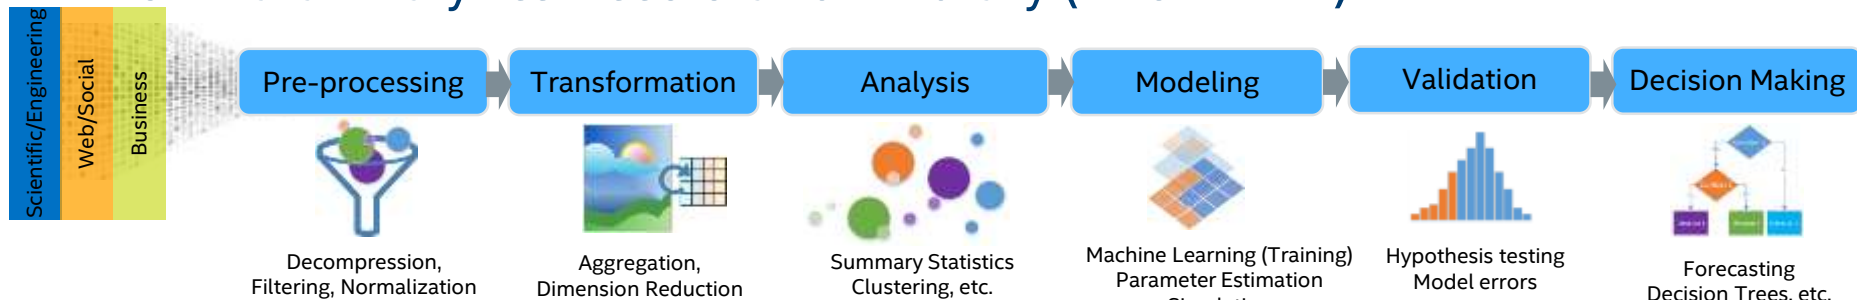 Scientific/Engineering
Web/Social
Business
Pre-processing
Transformation
Analysis
Modeling
Validation
Decision Making
Decompression,
Filtering, Normalization
Aggregation,
Dimension Reduction
Summary Statistics
Clustering, etc.
Machine Learning (Training)
Parameter Estimation
Hypothesis testing
Model errors
Forecasting
Decision Trees, etc.